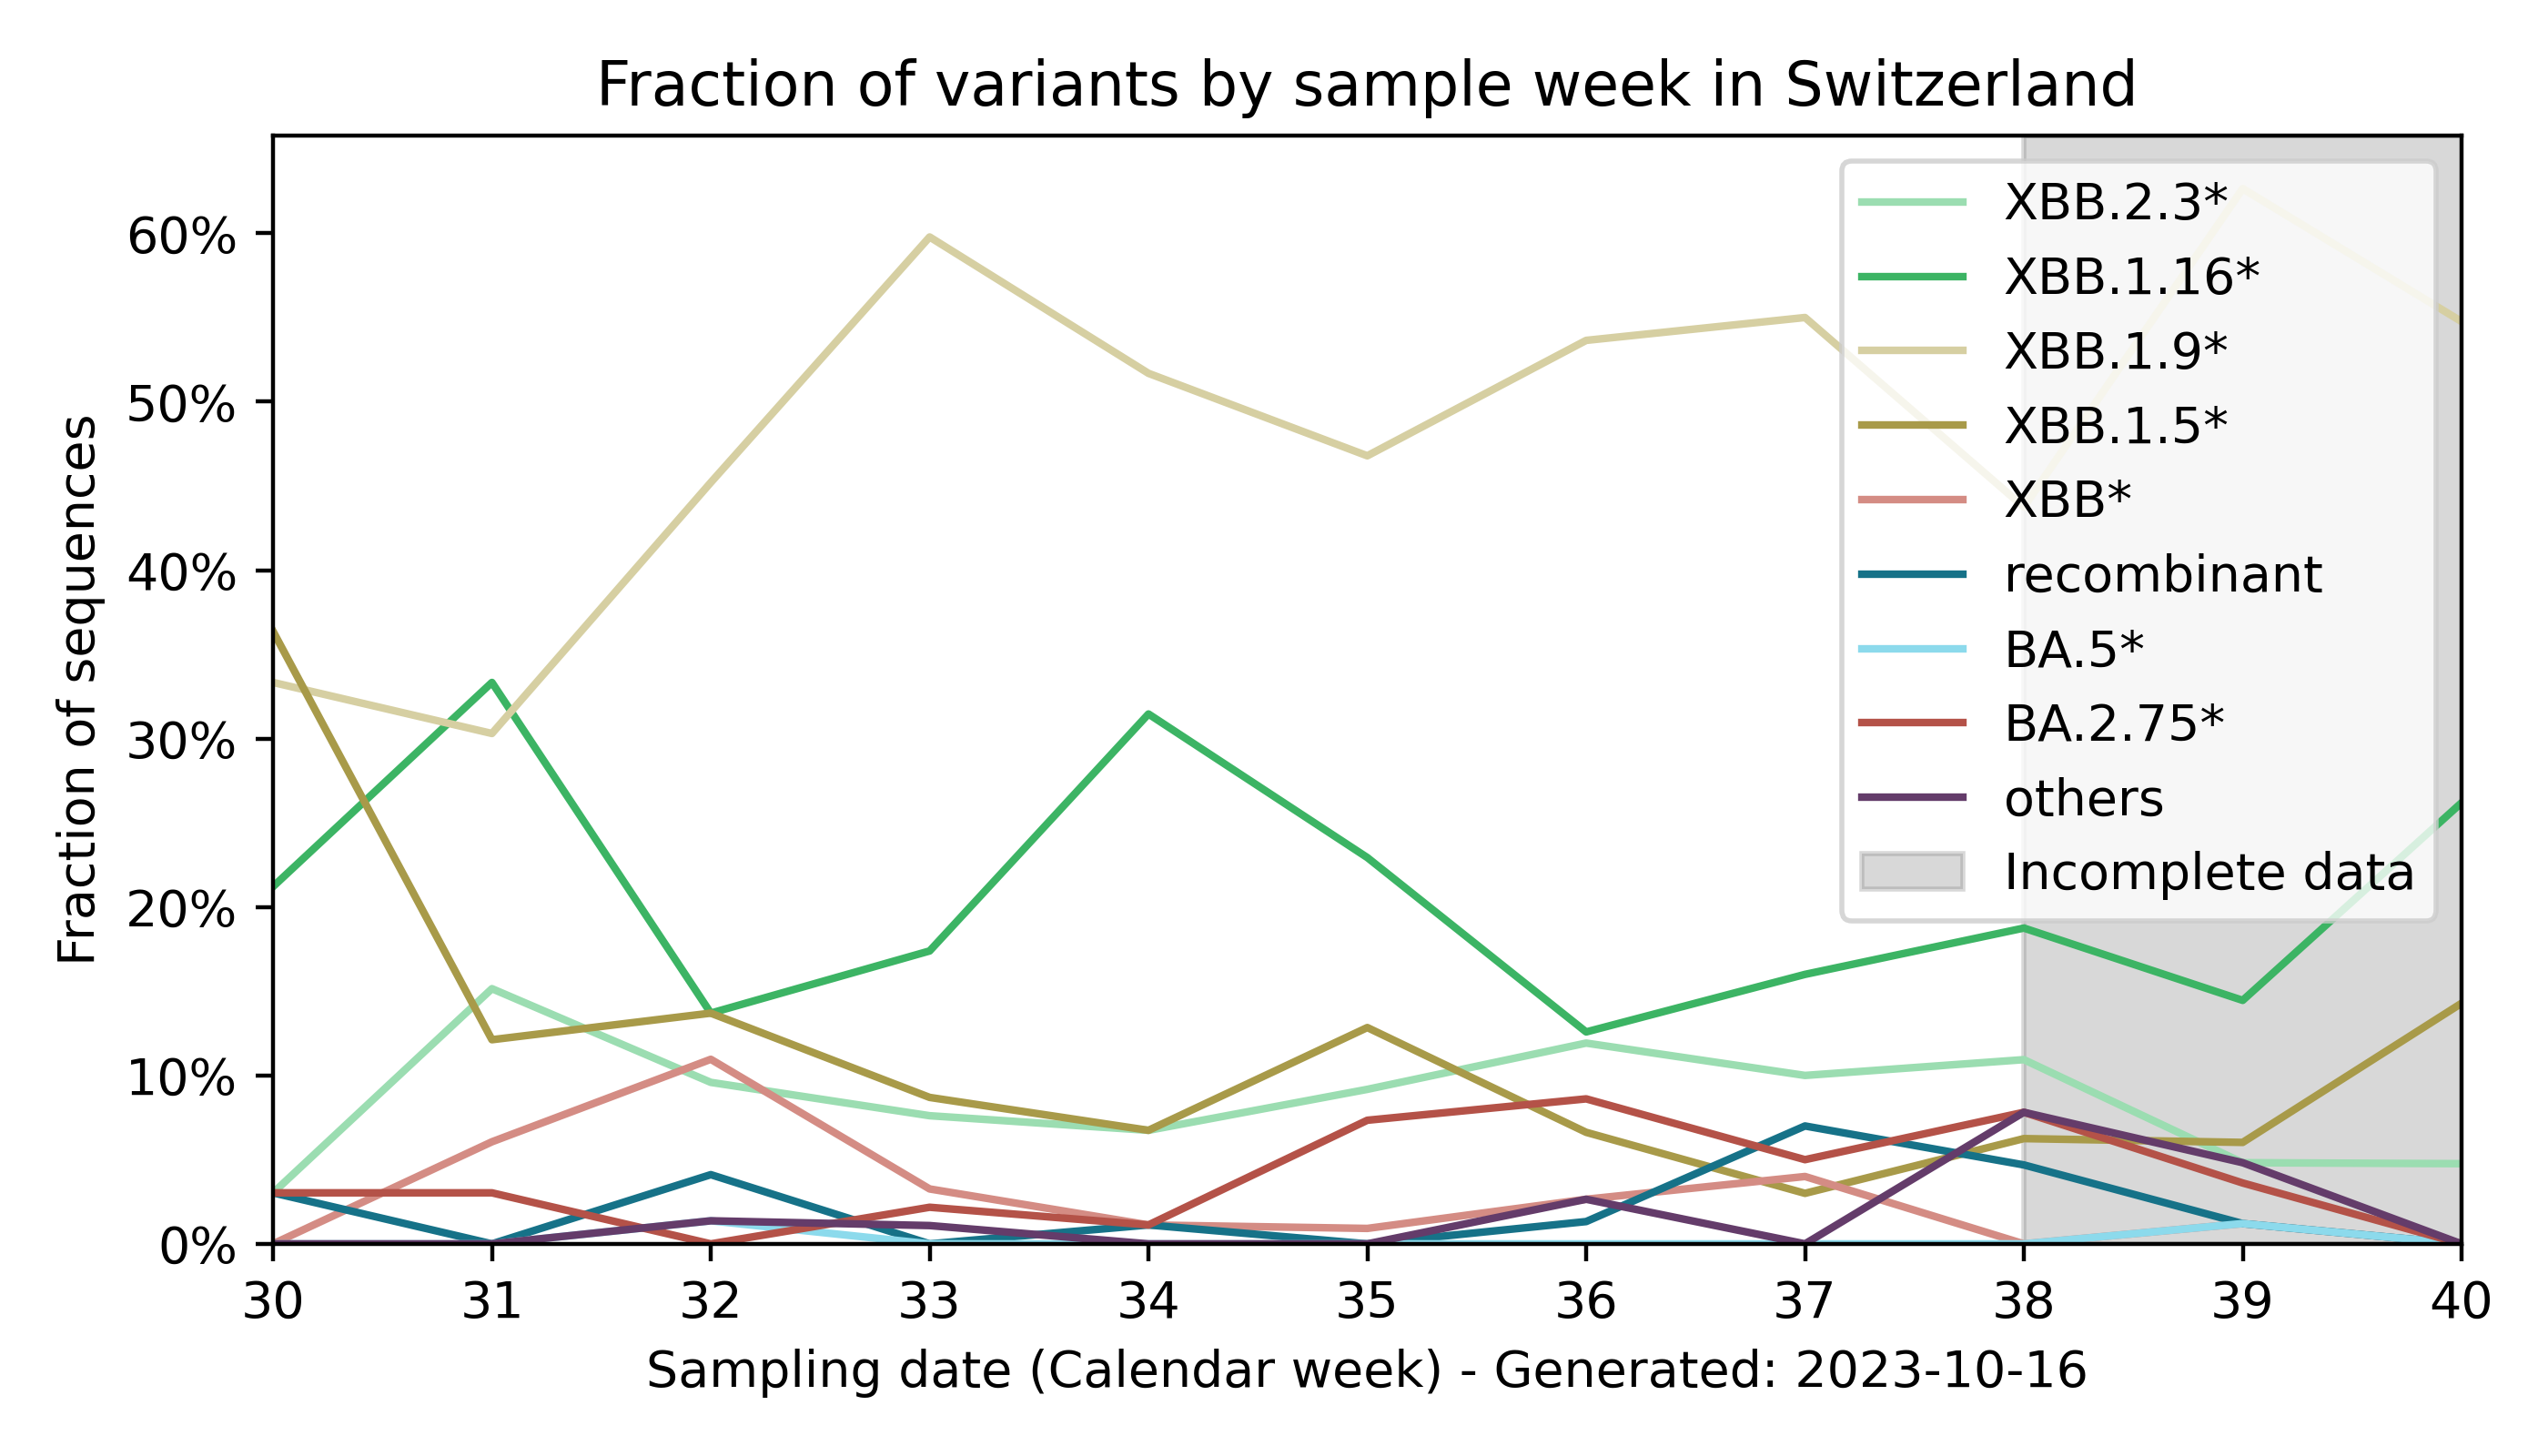 Fraction of variants by sample week in Switzerland
Fraction of sequences
60%
50%
40%
30%
20%
10%
0%
XBB.2.3*
XBB.1.16*
XBB.1.9*
XBB.1.5*
XBB*
recombinant
BA.5*
BA.2.75*
others
Incomplete data
30 31 32 33 34 35 36 37 38 39 40
Sampling date (Calendar week) - Generated: 2023-10-16